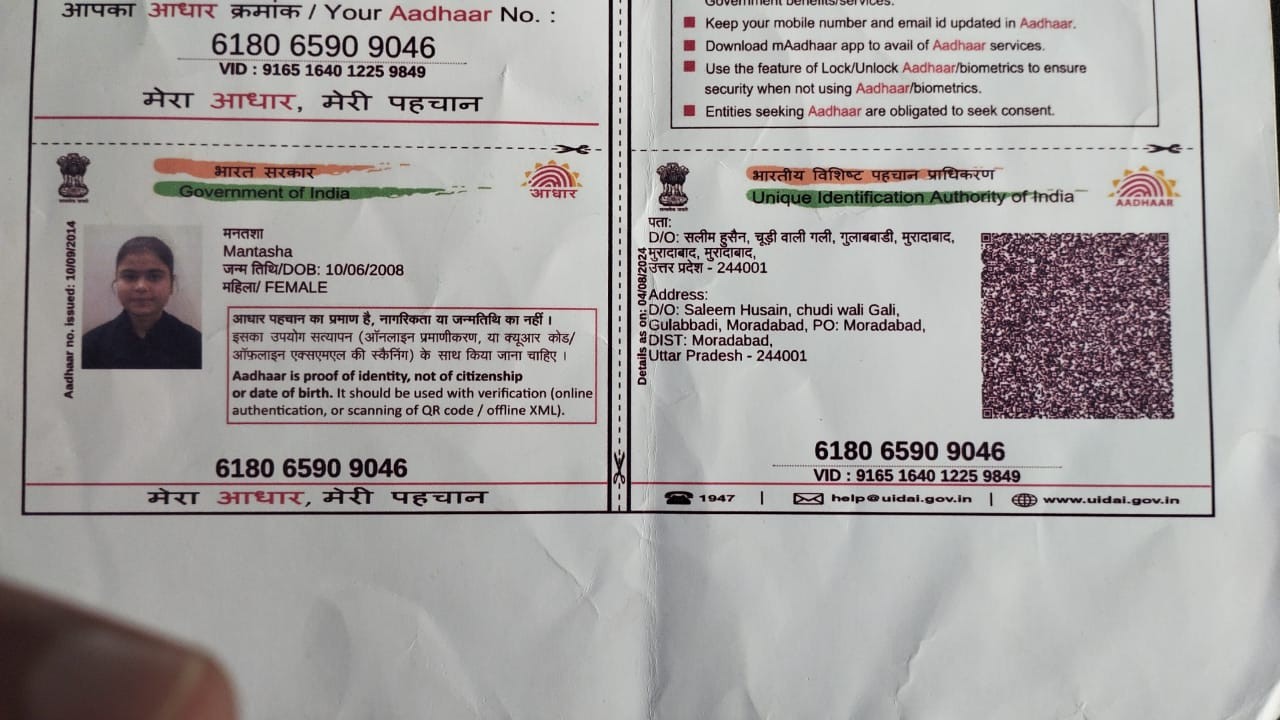 आपका आधार क्रमांक / Your Aadhaar No. :
6180 6590 9046
VID : 9165 1640 1225 9849
मेरा आधार, मेरी पहचान
Government benefits/services.
Keep your mobile number and email id updated in Aadhaar.
Download mAadhaar app to avail of Aadhaar services.
Use the feature of Lock/Unlock Aadhaar/biometrics to ensure
security when not using Aadhaar/biometrics.
Entities seeking Aadhaar are obligated to seek consent.
भारत सरकार
Government of India
आधार
Aadhaar no. issued: 10/09/2014
मनतशा
Mantasha
जन्म तिथि/DOB: 10/06/2008
महिला/ FEMALE
आधार पहचान का प्रमाण है, नागरिकता या जन्मतिथि का नहीं ।
इसका उपयोग सत्यापन (ऑनलाइन प्रमाणीकरण, या क्यूआर कोड/
ऑफ़लाइन एक्सएमएल की स्कैनिंग) के साथ किया जाना चाहिए ।
Aadhaar is proof of identity, not of citizenship
or date of birth. It should be used with verification (online
authentication, or scanning of QR code / offline XML).
6180 6590 9046
मेरा आधार, मेरी पहचान
भारतीय विशिष्ट पहचान प्राधिकरण
Unique Identification Authority of India
AADHAAR
Details as on: 04/08/2024
पता:
D/O: सलीम हुसैन, चूड़ी वाली गली, गुलाबबाडी, मुरादाबाद,
मुरादाबाद, मुरादाबाद,
उत्तर प्रदेश - 244001
Address:
D/O: Saleem Husain, chudi wali Gali,
Gulabbadi, Moradabad, PO: Moradabad,
DIST: Moradabad,
Uttar Pradesh - 244001
6180 6590 9046
VID : 9165 1640 1225 9849
1947 | help@uidai.gov.in | www.uidai.gov.in